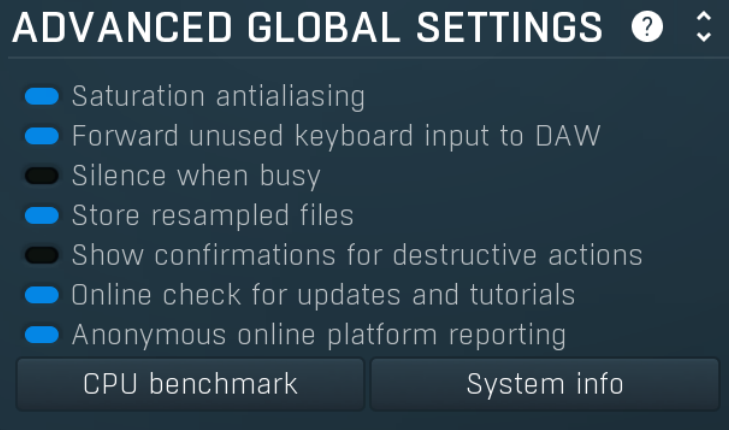 ADVANCED GLOBAL SETTINGS ?
Saturation antialiasing
Forward unused keyboard input to DAW
Silence when busy
Store resampled files
Show confirmations for destructive actions
Online check for updates and tutorials
Anonymous online platform reporting
CPU benchmark System info